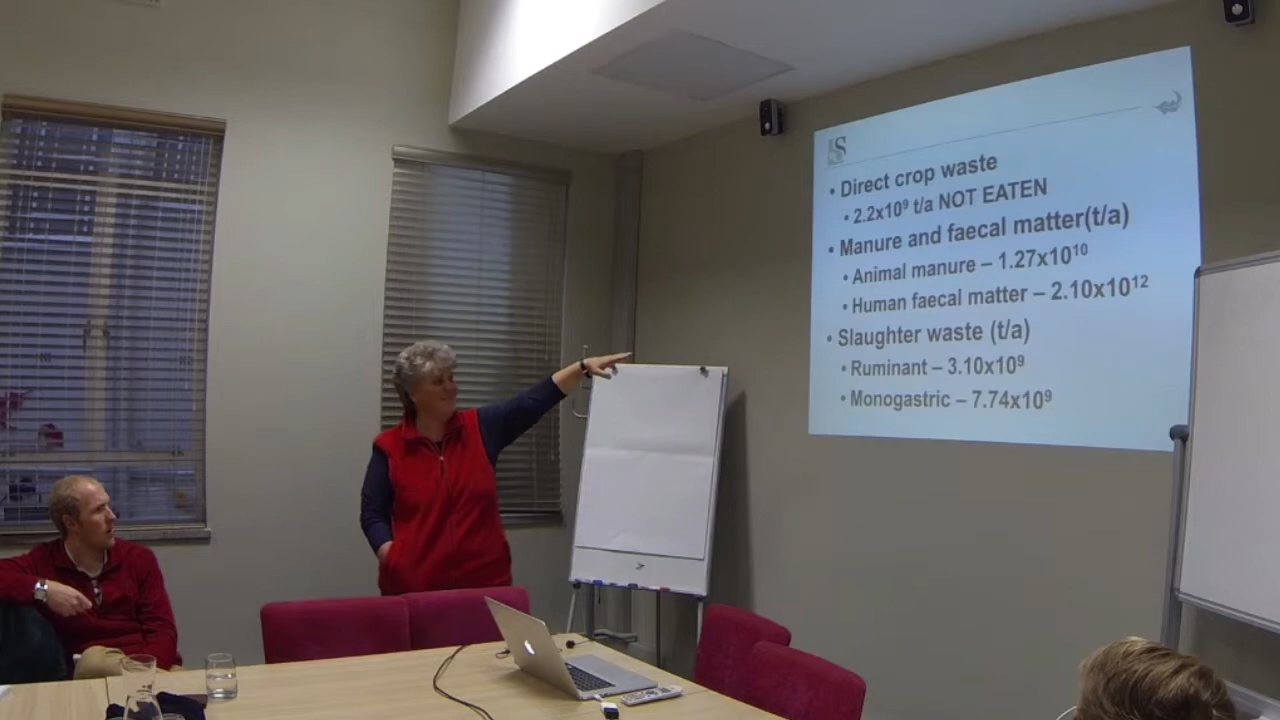 • Direct crop waste
• 2.2x10⁹ t/a NOT EATEN
• Manure and faecal matter(t/a)
• Animal manure – 1.27x10¹⁰
• Human faecal matter – 2.10x10¹²
• Slaughter waste (t/a)
• Ruminant – 3.10x10⁹
• Monogastric – 7.74x10⁹